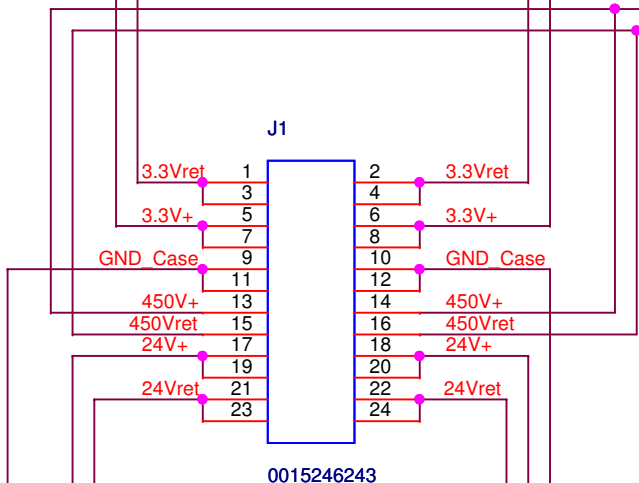 J1
3.3Vret 1 2 3.3Vret
3 4
3.3V+ 5 6 3.3V+
7 8
GND_Case 9 10 GND_Case
11 12
450V+ 13 14 450V+
450Vret 15 16 450Vret
24V+ 17 18 24V+
19 20
24Vret 21 22 24Vret
23 24
0015246243